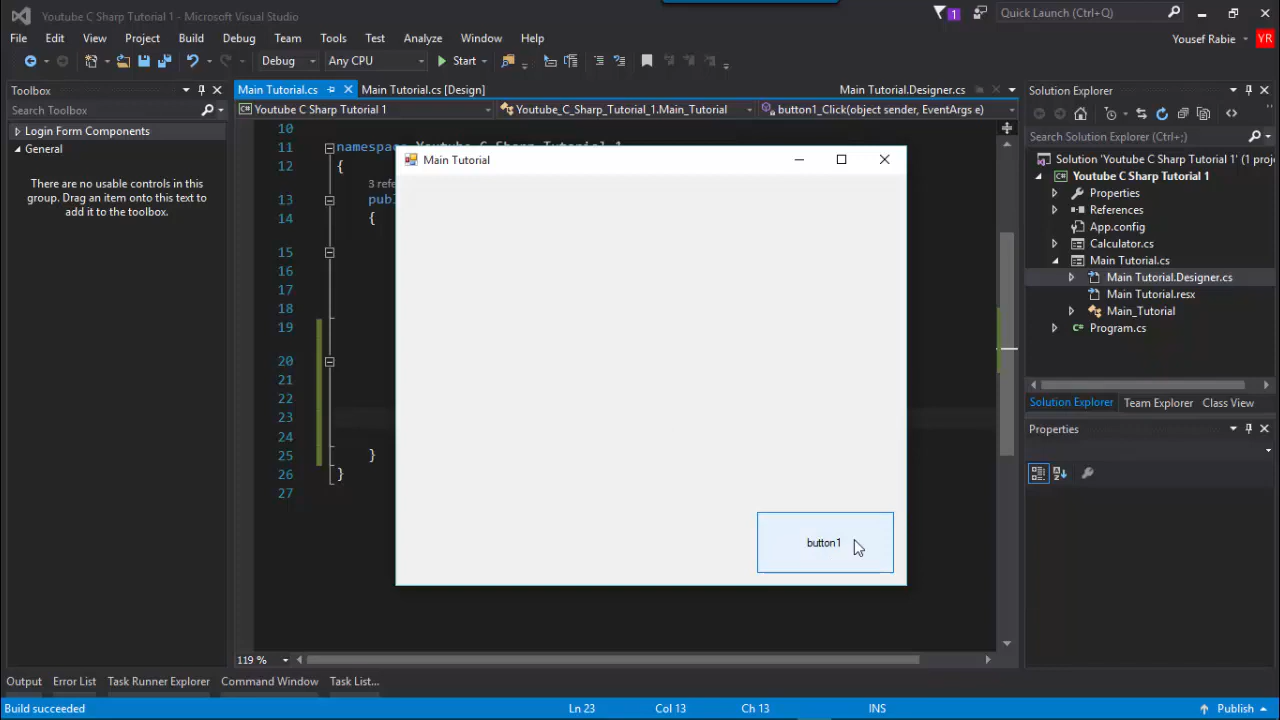 Youtube C Sharp Tutorial 1 - Microsoft Visual Studio
1
Quick Launch (Ctrl+Q)
File Edit View Project Build Debug Team Tools Test Analyze Window Help
Yousef Rabie YR
Debug Any CPU Start
Toolbox
Search Toolbox
Login Form Components
General
There are no usable controls in this
group. Drag an item onto this text to
add it to the toolbox.
Main Tutorial.cs Main Tutorial.cs [Design] Main Tutorial.Designer.cs
Youtube C Sharp Tutorial 1 Youtube_C_Sharp_Tutorial_1.Main_Tutorial button1_Click(object sender, EventArgs e)
10
11 namespace Youtube_C_Sharp_Tutorial_1
12 {
3 refe
13 publ
14 {
15
16
17
18
19
20
21
22
23
24
25 }
26 }
27
119 %
Main Tutorial
button1
Solution Explorer
Search Solution Explorer (Ctrl+;)
Solution 'Youtube C Sharp Tutorial 1' (1 proje
Youtube C Sharp Tutorial 1
Properties
References
App.config
Calculator.cs
Main Tutorial.cs
Main Tutorial.Designer.cs
Main Tutorial.resx
Main_Tutorial
Program.cs
Solution Explorer Team Explorer Class View
Properties
Output Error List Task Runner Explorer Command Window Task List...
Build succeeded Ln 23 Col 13 Ch 13 INS Publish